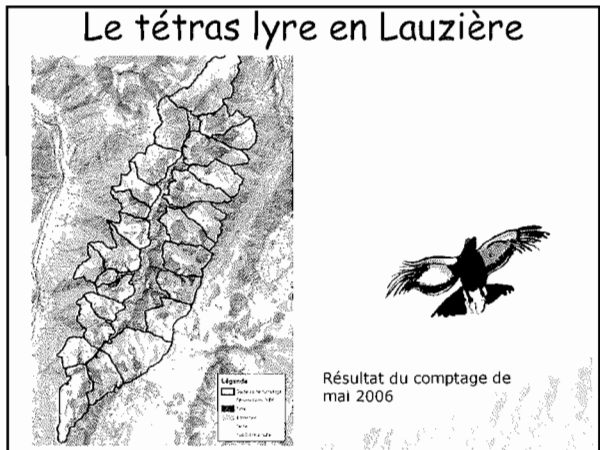 Le tétras lyre en Lauzière
Légende
Résultat du comptage de
mai 2006